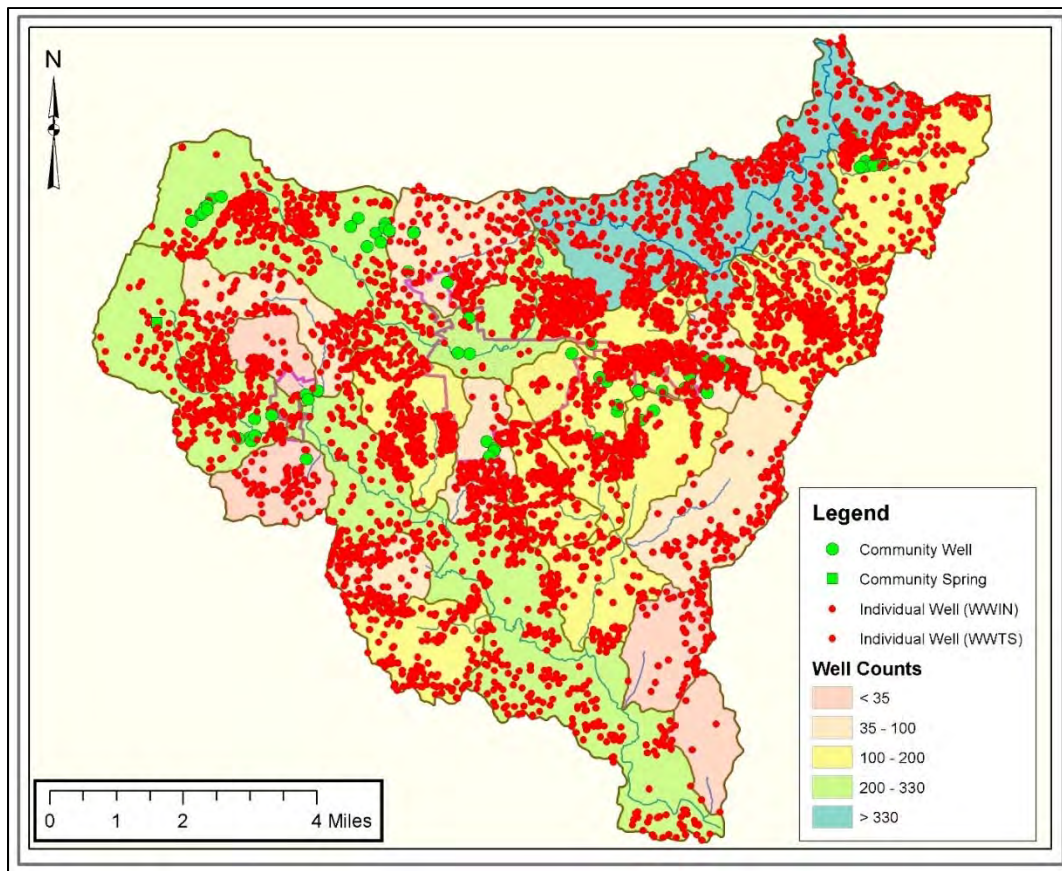 N
Legend
Community Well
Community Spring
Individual Well (WWIN)
Individual Well (WWTS)
Well Counts
< 35
35 - 100
100 - 200
200 - 330
> 330
0 1 2 4 Miles